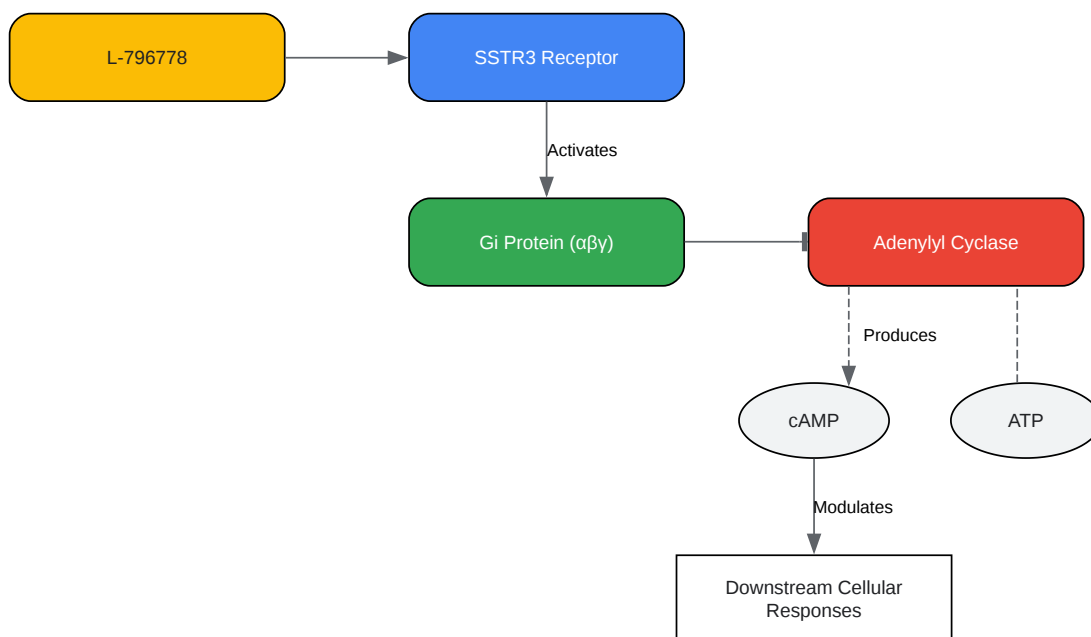 L-796778
SSTR3 Receptor
Activates
Gi Protein (αβγ)
Adenylyl Cyclase
Produces
cAMP
ATP
Modulates
Downstream Cellular
Responses